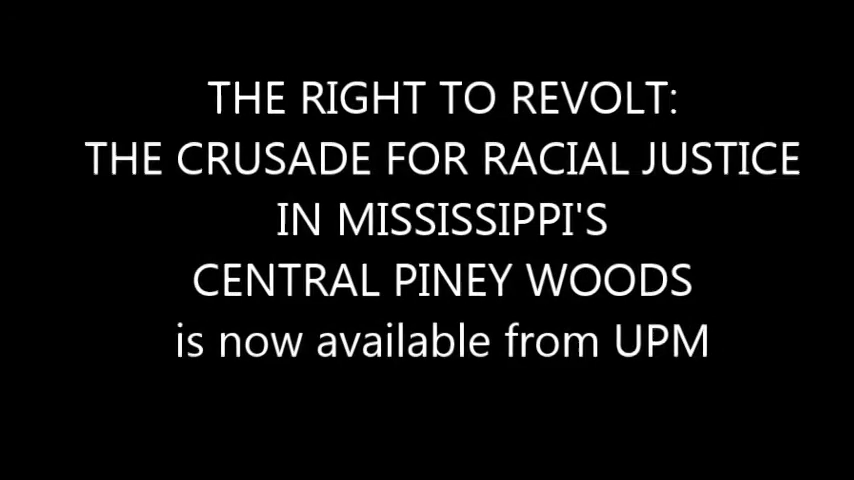 THE RIGHT TO REVOLT:
THE CRUSADE FOR RACIAL JUSTICE
IN MISSISSIPPI'S
CENTRAL PINEY WOODS
is now available from UPM